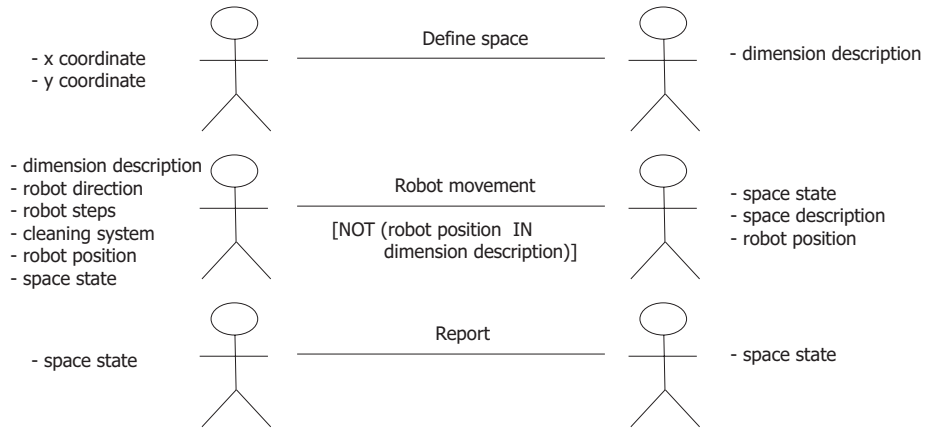 - x coordinate
- y coordinate
Define space
- dimension description
- dimension description
- robot direction
- robot steps
- cleaning system
- robot position
- space state
Robot movement
[NOT (robot position IN
dimension description)]
- space state
- space description
- robot position
- space state
Report
- space state